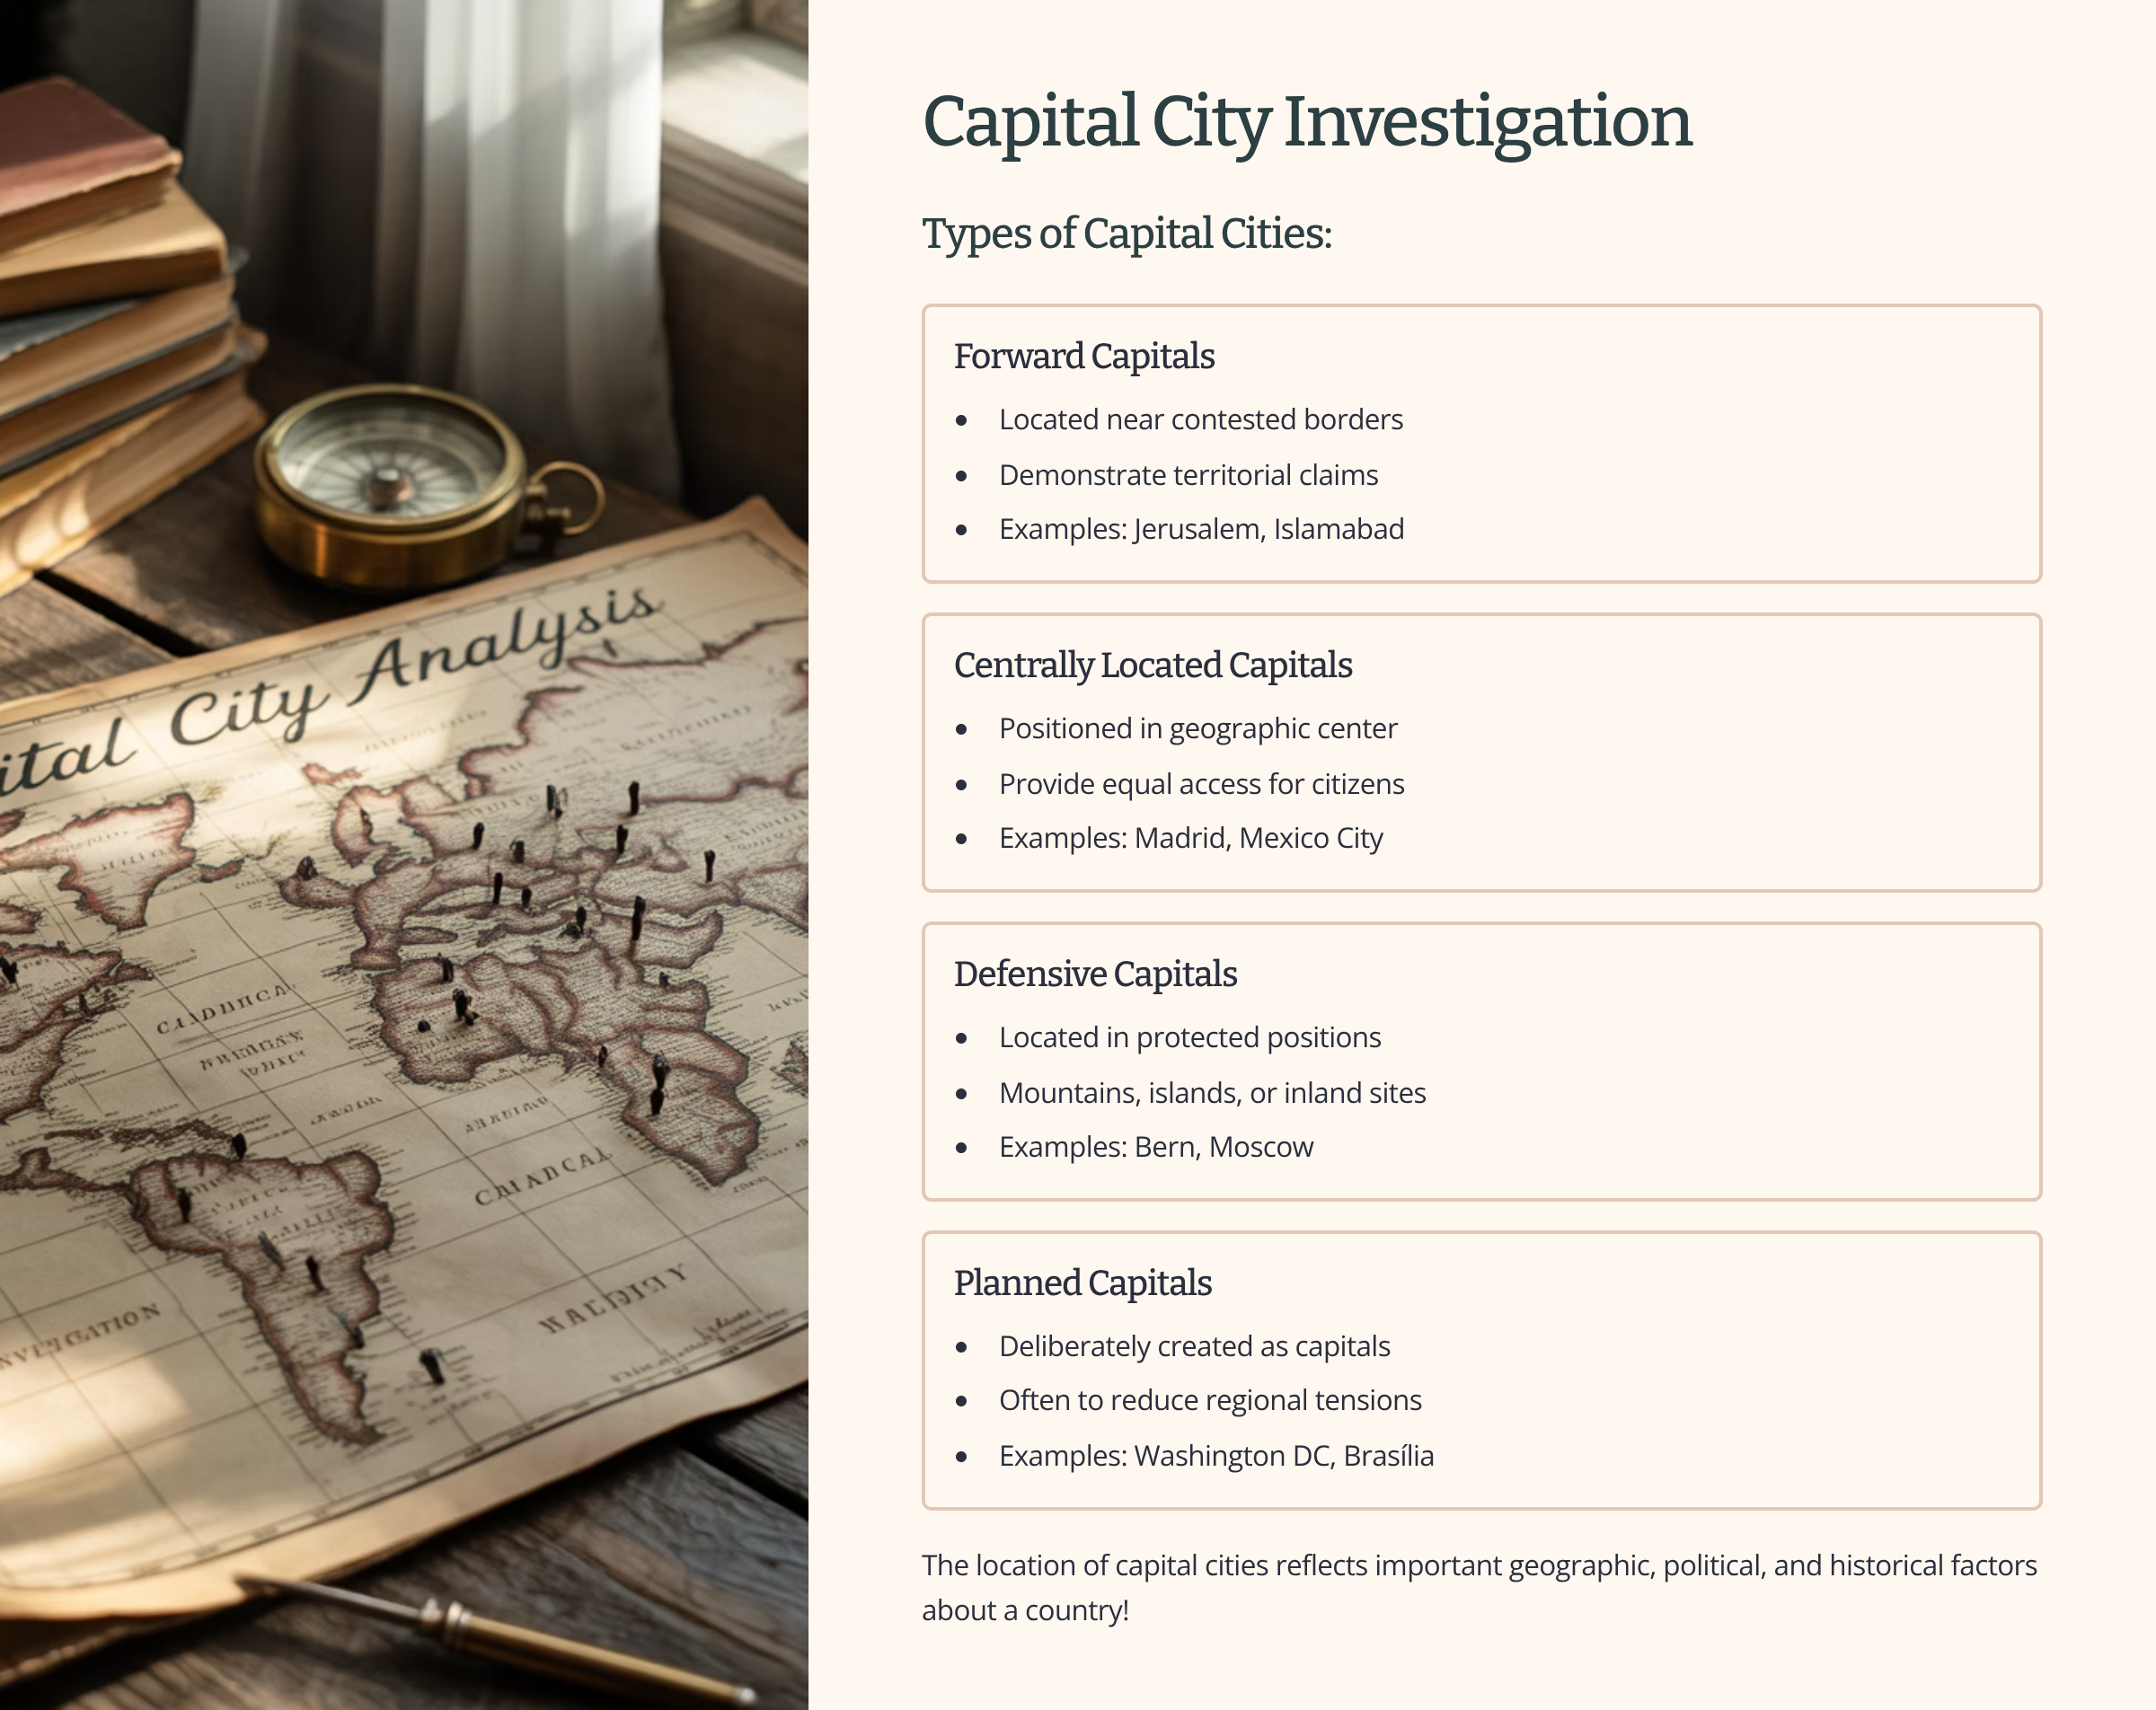 Capital City Investigation
Types of Capital Cities:
Forward Capitals
• Located near contested borders
• Demonstrate territorial claims
• Examples: Jerusalem, Islamabad
Centrally Located Capitals
• Positioned in geographic center
• Provide equal access for citizens
• Examples: Madrid, Mexico City
Defensive Capitals
• Located in protected positions
• Mountains, islands, or inland sites
• Examples: Bern, Moscow
Planned Capitals
• Deliberately created as capitals
• Often to reduce regional tensions
• Examples: Washington DC, Brasília
The location of capital cities reflects important geographic, political, and historical factors
about a country!
ital City Analysis